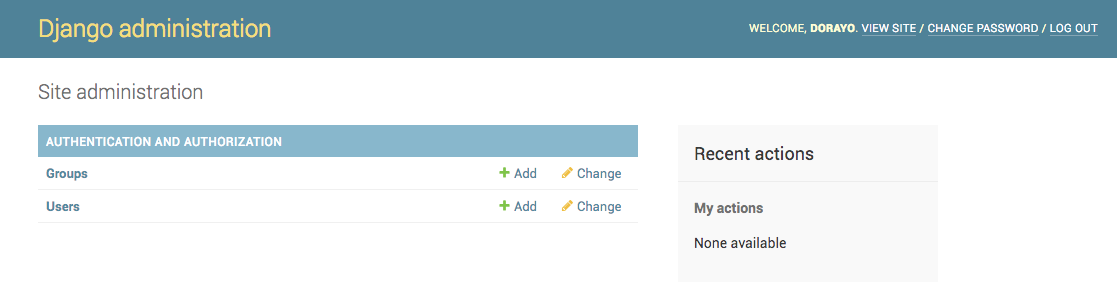 Django administration
WELCOME, DORAYO. VIEW SITE / CHANGE PASSWORD / LOG OUT
Site administration
AUTHENTICATION AND AUTHORIZATION
Groups Add Change
Users Add Change
Recent actions
My actions
None available